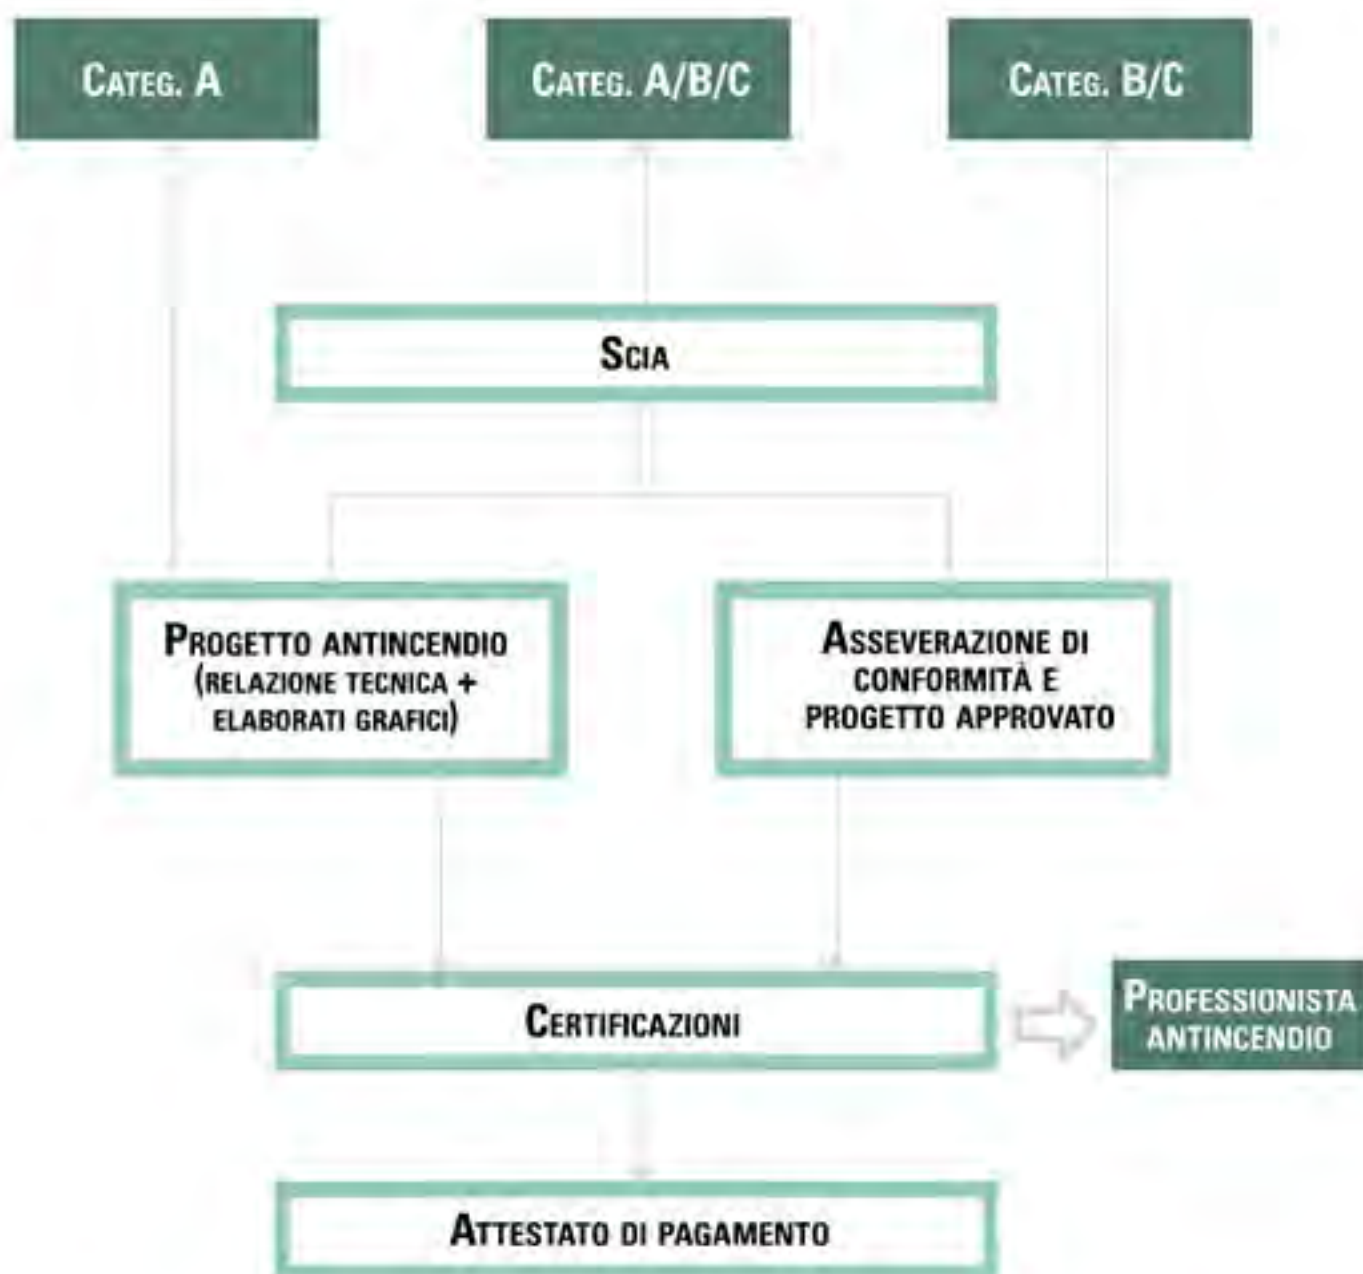 CATEG. A
CATEG. A/B/C
CATEG. B/C
SCIA
PROGETTO ANTINCENDIO
(RELAZIONE TECNICA +
ELABORATI GRAFICI)
ASSEVERAZIONE DI
CONFORMITÀ E
PROGETTO APPROVATO
CERTIFICAZIONI
PROFESSIONISTA
ANTINCENDIO
ATTESTATO DI PAGAMENTO